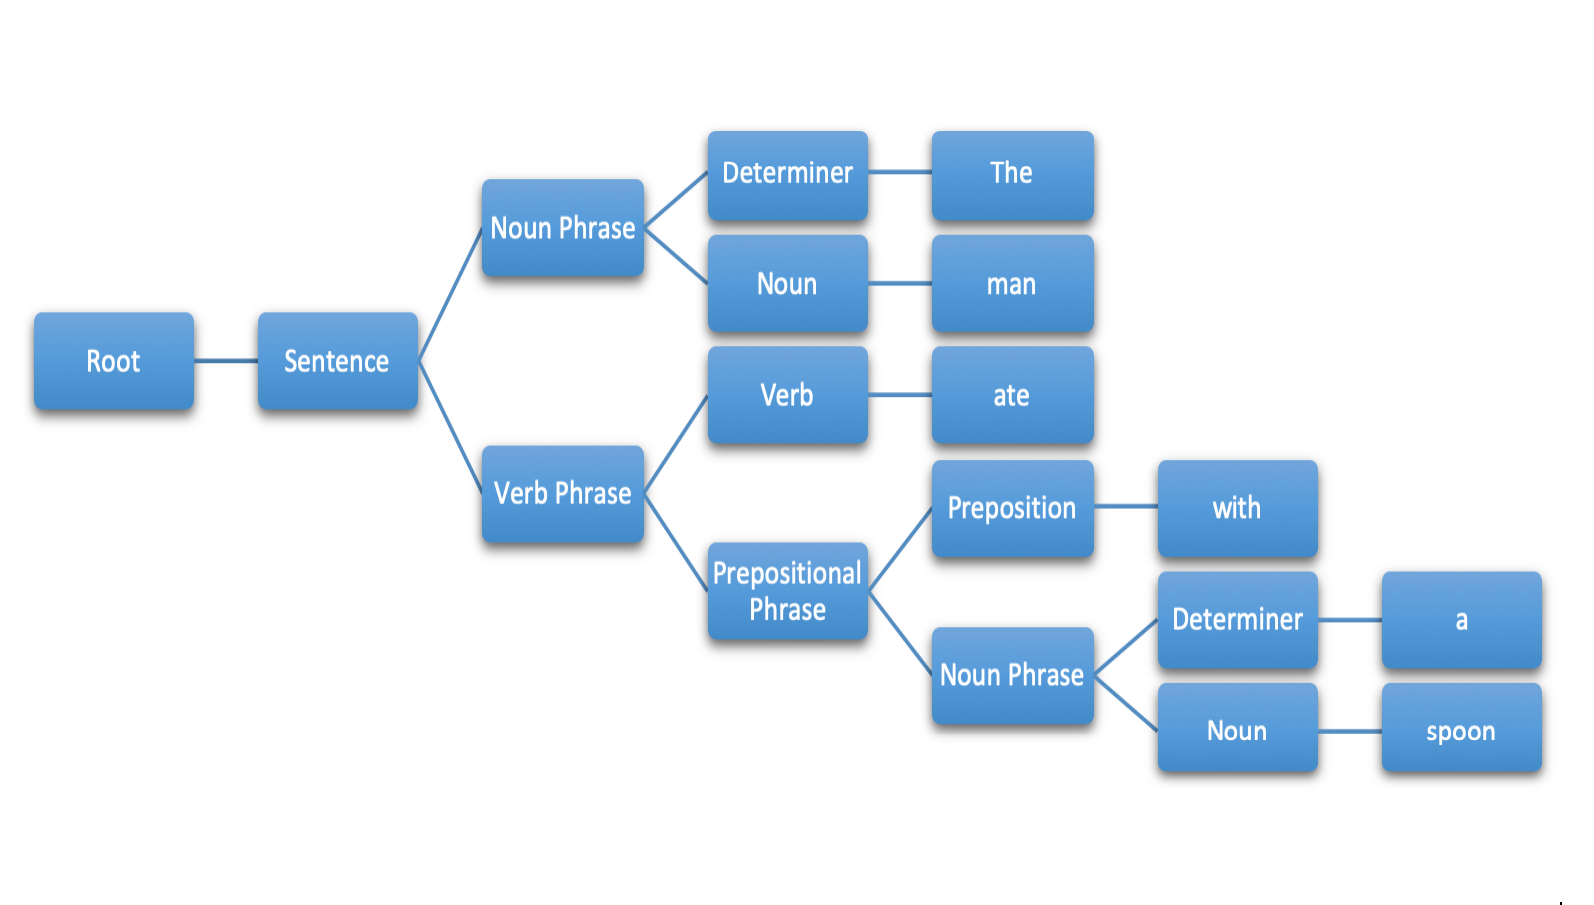 Root
Sentence
Noun Phrase
Determiner
The
Noun
man
Verb Phrase
Verb
ate
Prepositional
Phrase
Preposition
with
Noun Phrase
Determiner
a
Noun
spoon